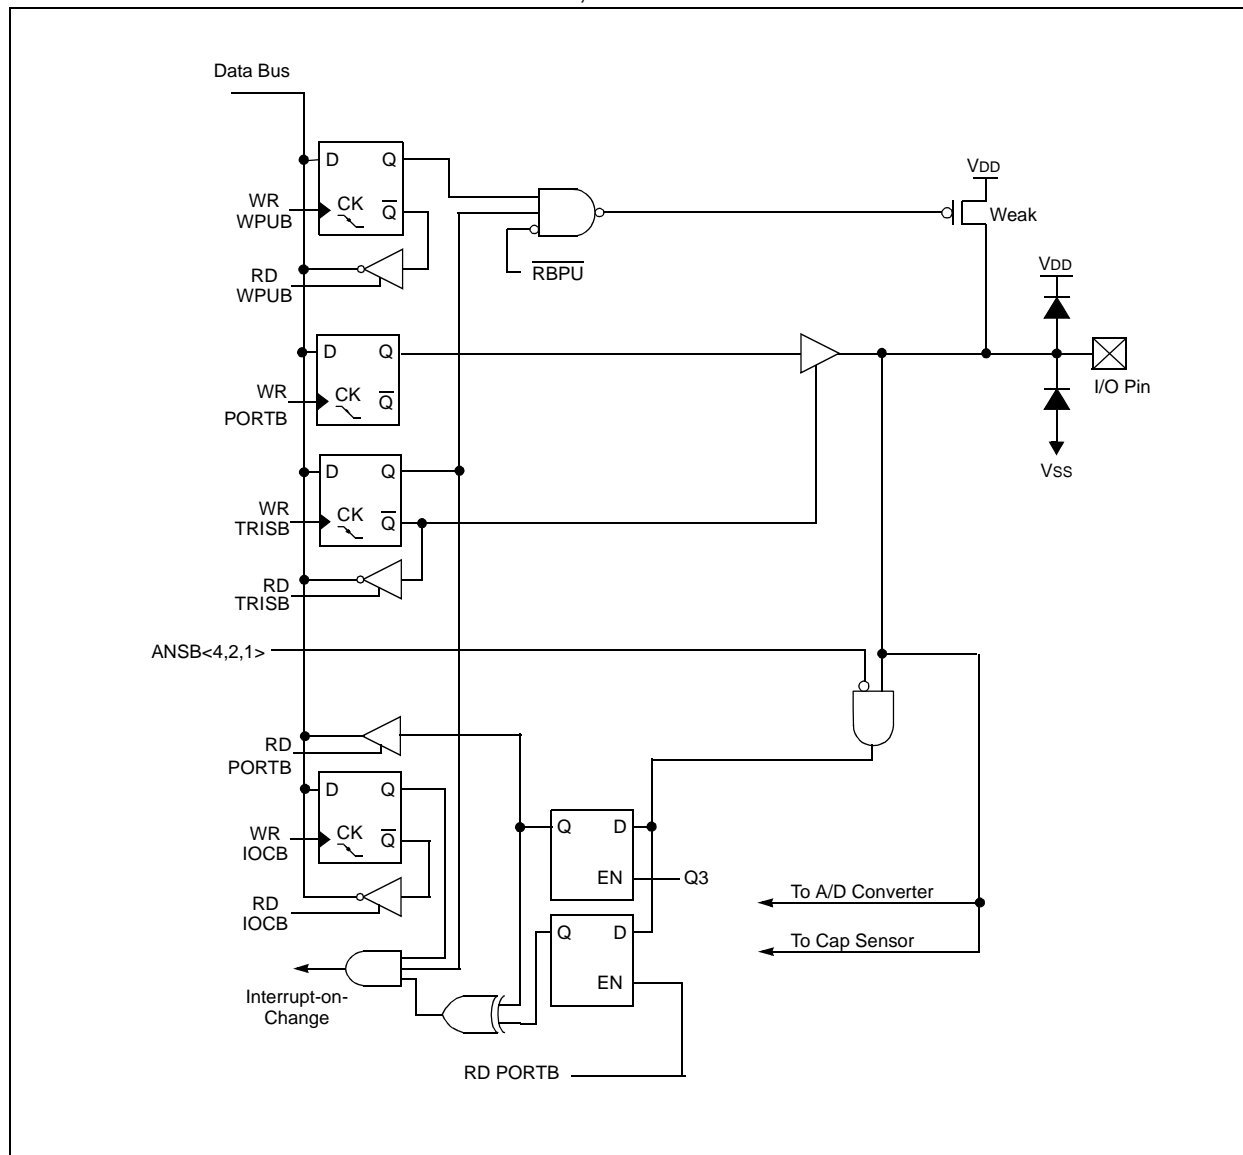 Data Bus
D Q
WR
WPUB
CK Q
RD
WPUB
RBPU
VDD
Weak
VDD
I/O Pin
VSS
D Q
WR
PORTB
CK Q
D Q
WR
TRISB
CK Q
RD
TRISB
ANSB<4,2,1>
RD
PORTB
D Q
WR
IOCB
CK Q
RD
IOCB
Q D
EN Q3
Q D
EN
To A/D Converter
To Cap Sensor
Interrupt-on-
Change
RD PORTB